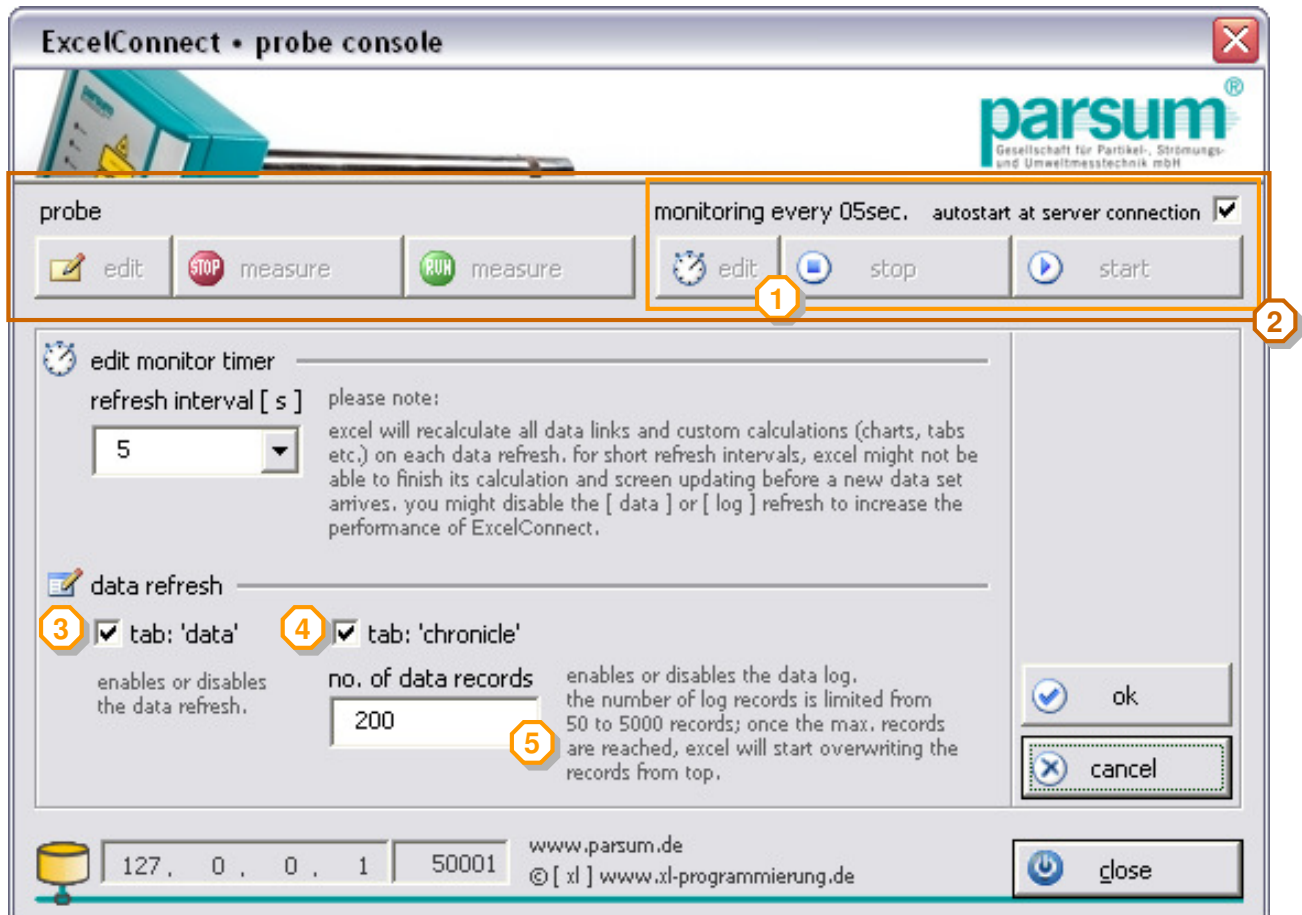 ExcelConnect • probe console
parsum®
Gesellschaft für Partikel-, Strömungs-
und Umweltmesstechnik mbH
parsum
probe
monitoring every 05sec. autostart at server connection
edit STOP measure RUN measure edit stop start
1
2
edit monitor timer
refresh interval [ s ]
5
please note:
excel will recalculate all data links and custom calculations (charts, tabs
etc.) on each data refresh. for short refresh intervals, excel might not be
able to finish its calculation and screen updating before a new data set
arrives. you might disable the [ data ] or [ log ] refresh to increase the
performance of ExcelConnect.
data refresh
3 tab: 'data'
enables or disables
the data refresh.
4 tab: 'chronicle'
no. of data records
200
5
enables or disables the data log.
the number of log records is limited from
50 to 5000 records; once the max. records
are reached, excel will start overwriting the
records from top.
ok
cancel
127 . 0 . 0 . 1 50001
www.parsum.de
© [ xl ] www.xl-programmierung.de
close